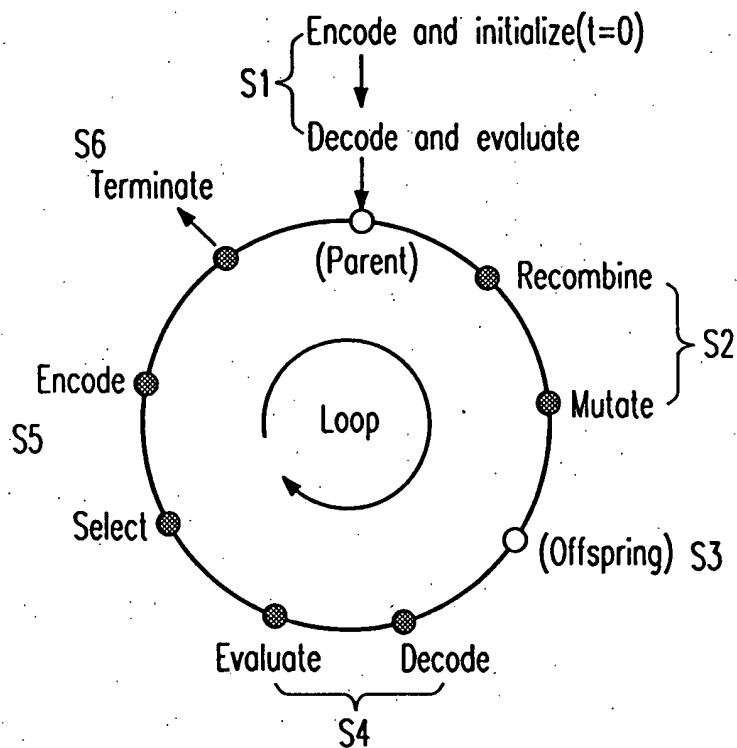 Encode and initialize(t=0)
S1
Decode and evaluate
S6
Terminate
(Parent)
Recombine
S2
Mutate
Encode
Loop
S5
Select
(Offspring) S3
Evaluate
Decode
S4